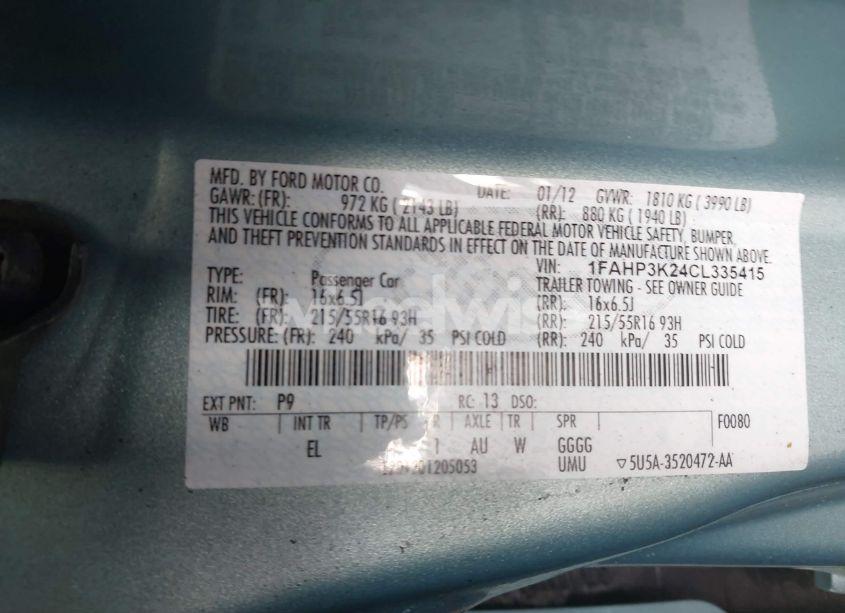 MFD. BY FORD MOTOR CO. DATE: 01/12 GVWR: 1810 KG ( 3990 LB)
GAWR: (FR): 972 KG ( 2143 LB) (RR): 880 KG ( 1940 LB)
THIS VEHICLE CONFORMS TO ALL APPLICABLE FEDERAL MOTOR VEHICLE SAFETY, BUMPER,
AND THEFT PREVENTION STANDARDS IN EFFECT ON THE DATE OF MANUFACTURE SHOWN ABOVE.
VIN: 1FAHP3K24CL335415
TYPE: Passenger Car TRAILER TOWING - SEE OWNER GUIDE
RIM: (FR): 16x6.5J (RR): 16x6.5J
TIRE: (FR): 215/55R16 93H (RR): 215/55R16 93H
PRESSURE: (FR): 240 kPa/ 35 PSI COLD (RR): 240 kPa/ 35 PSI COLD
EXT PNT: P9 RC: 13 DSO:
WB INT TR TP/PS R AXLE TR SPR F0080
EL 1 AU W GGGG
UMU ▽5U5A-3520472-AA